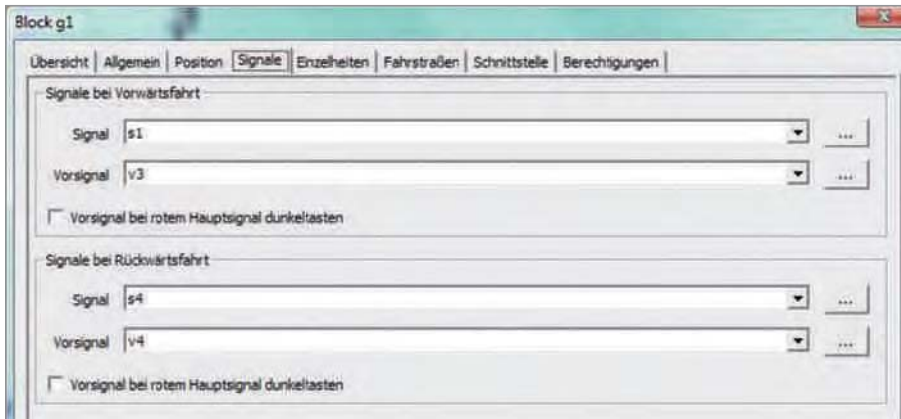 Block g1
Übersicht Allgemein Position Signale Einzelheiten Fahrstraßen Schnittstelle Berechtigungen
Signale bei Vorwärtsfahrt
Signal s1 ...
Vorsignal v3 ...
Vorsignal bei rotem Hauptsignal dunkeltasten
Signale bei Rückwärtsfahrt
Signal s4 ...
Vorsignal v4 ...
Vorsignal bei rotem Hauptsignal dunkeltasten